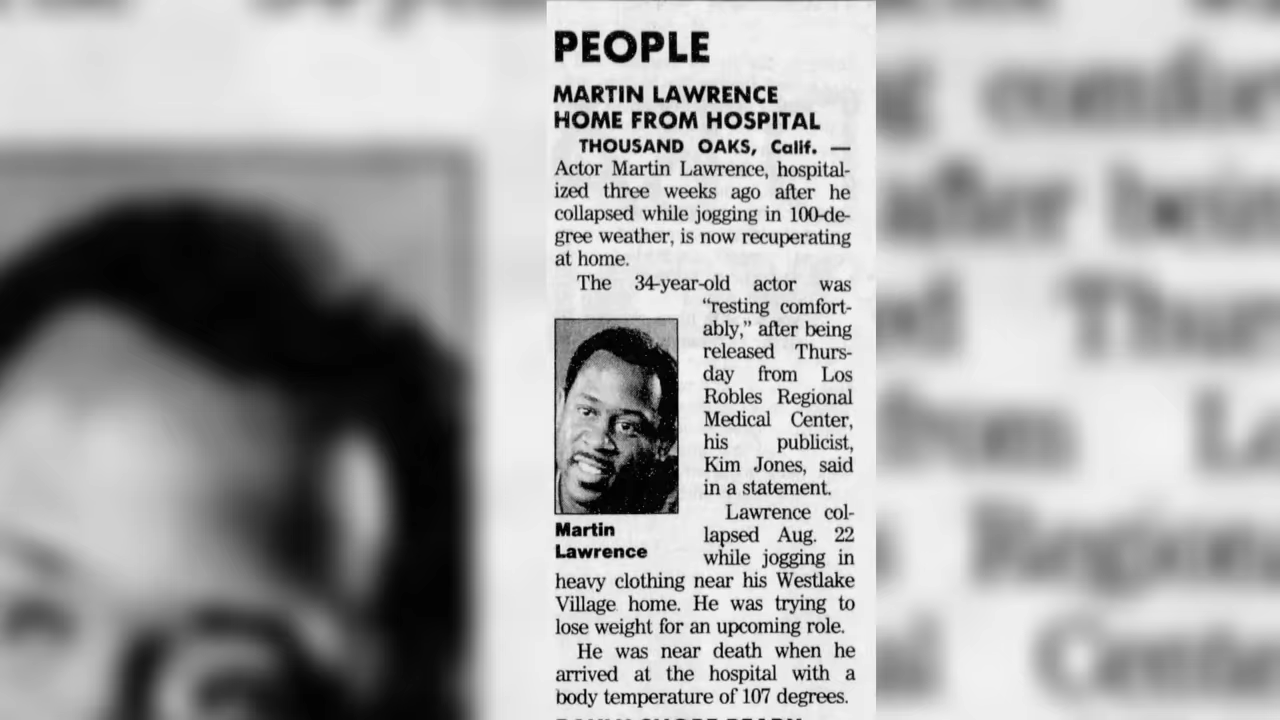 PEOPLE
MARTIN LAWRENCE
HOME FROM HOSPITAL
THOUSAND OAKS, Calif. —
Actor Martin Lawrence, hospital-
ized three weeks ago after he
collapsed while jogging in 100-de-
gree weather, is now recuperating
at home.
The 34-year-old actor was
“resting comfort-
ably,” after being
released Thurs-
day from Los
Robles Regional
Medical Center,
his publicist,
Kim Jones, said
in a statement.
Lawrence col-
lapsed Aug. 22
while jogging in
heavy clothing near his Westlake
Village home. He was trying to
lose weight for an upcoming role.
He was near death when he
arrived at the hospital with a
body temperature of 107 degrees.
Martin
Lawrence